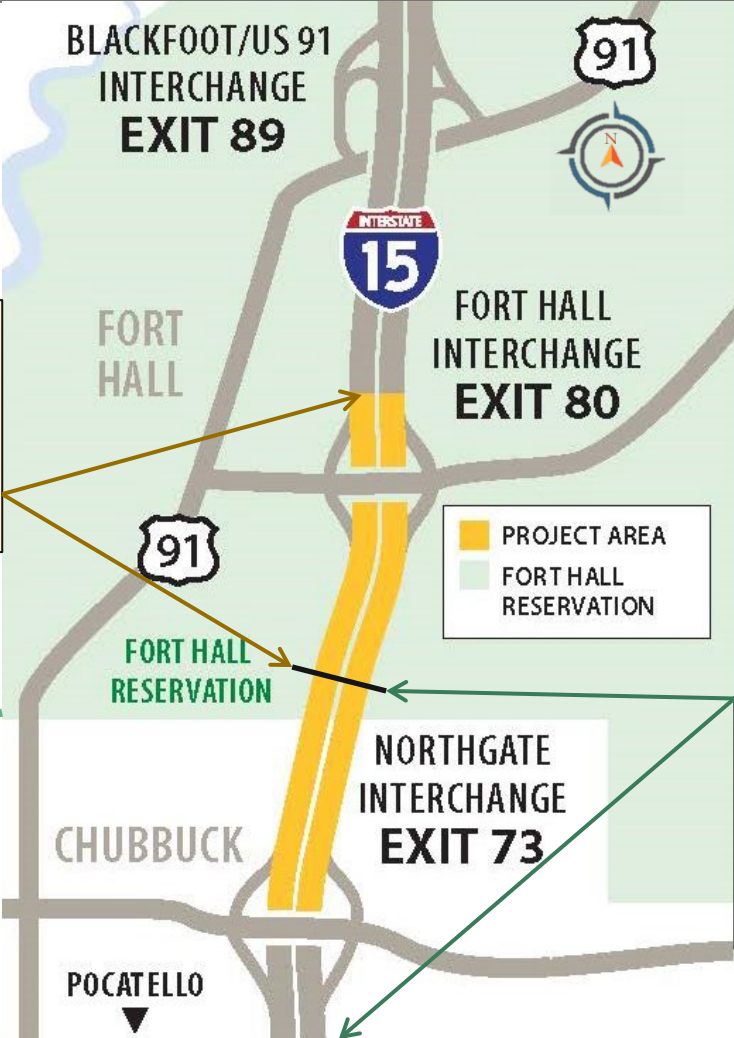 BLACKFOOT/US 91
INTERCHANGE
EXIT 89
91
N
INTERSTATE
15
FORT HALL
INTERCHANGE
EXIT 80
FORT
HALL
91
PROJECT AREA
FORT HALL
RESERVATION
FORT HALL
RESERVATION
NORTHGATE
INTERCHANGE
EXIT 73
CHUBBUCK
POCATELLO